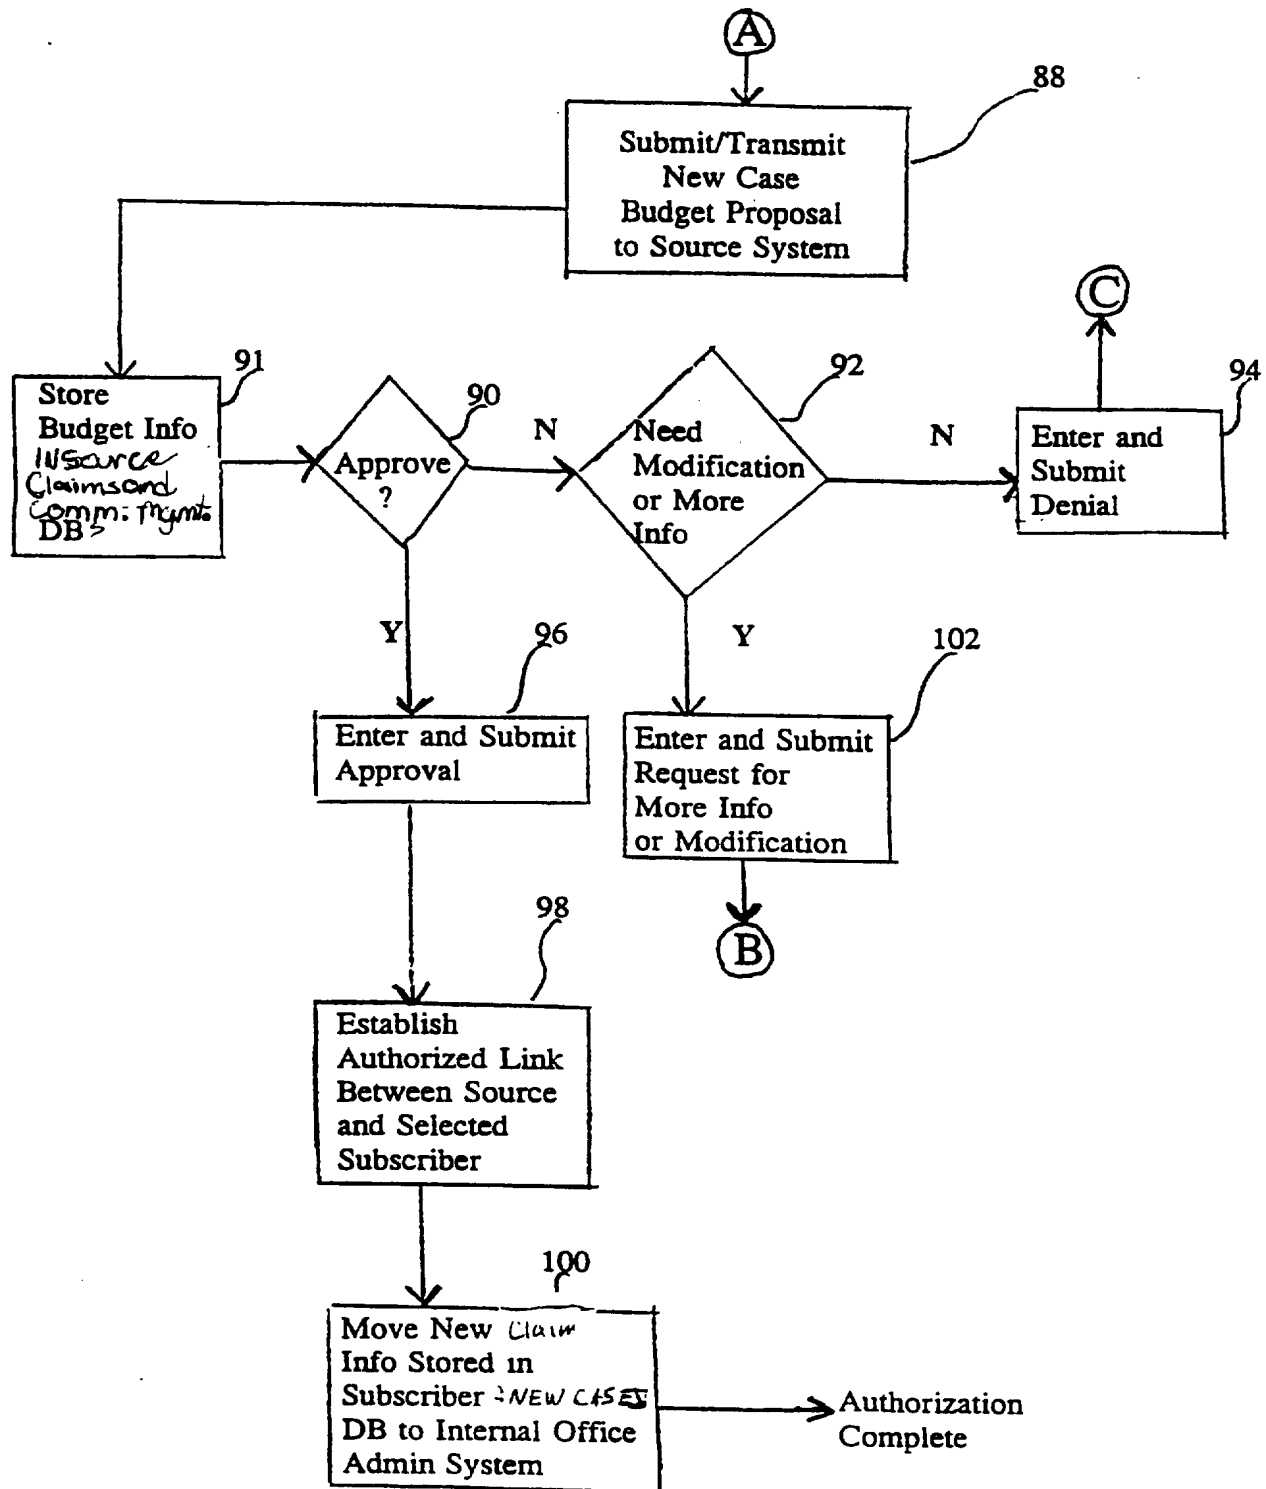 A
88
Submit/Transmit
New Case
Budget Proposal
to Source System
C
91
Store
Budget Info
IN Source
Claims and
Comm. Mgmt.
DBs
90
Approve
?
N
92
Need
Modification
or More
Info
N
94
Enter and
Submit
Denial
Y
96
Enter and Submit
Approval
Y
102
Enter and Submit
Request for
More Info
or Modification
B
98
Establish
Authorized Link
Between Source
and Selected
Subscriber
100
Move New Claim
Info Stored in
Subscriber NEW CASES
DB to Internal Office
Admin System
Authorization
Complete